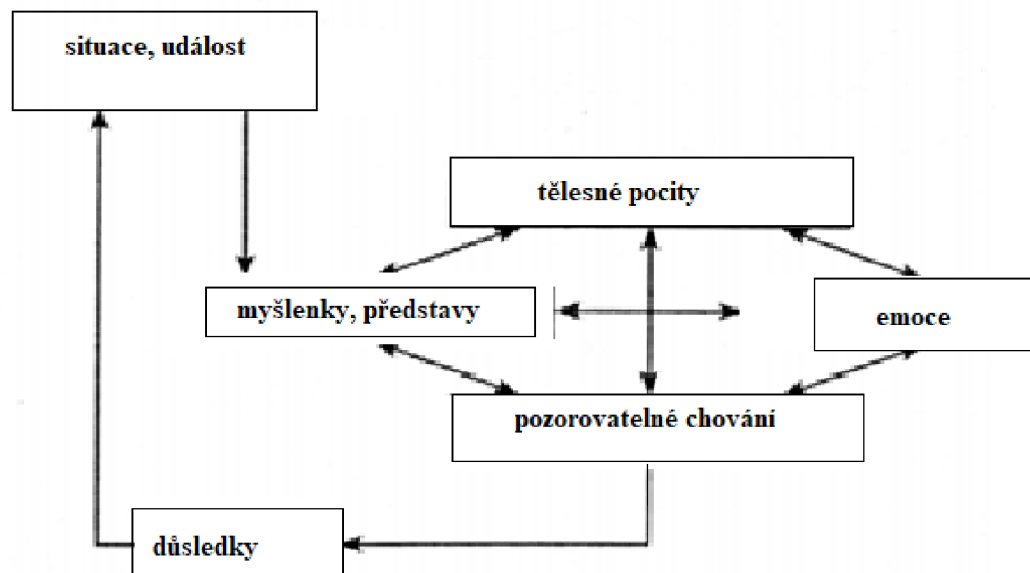 situace, událost
tělesné pocity
myšlenky, představy
emoce
pozorovatelné chování
důsledky